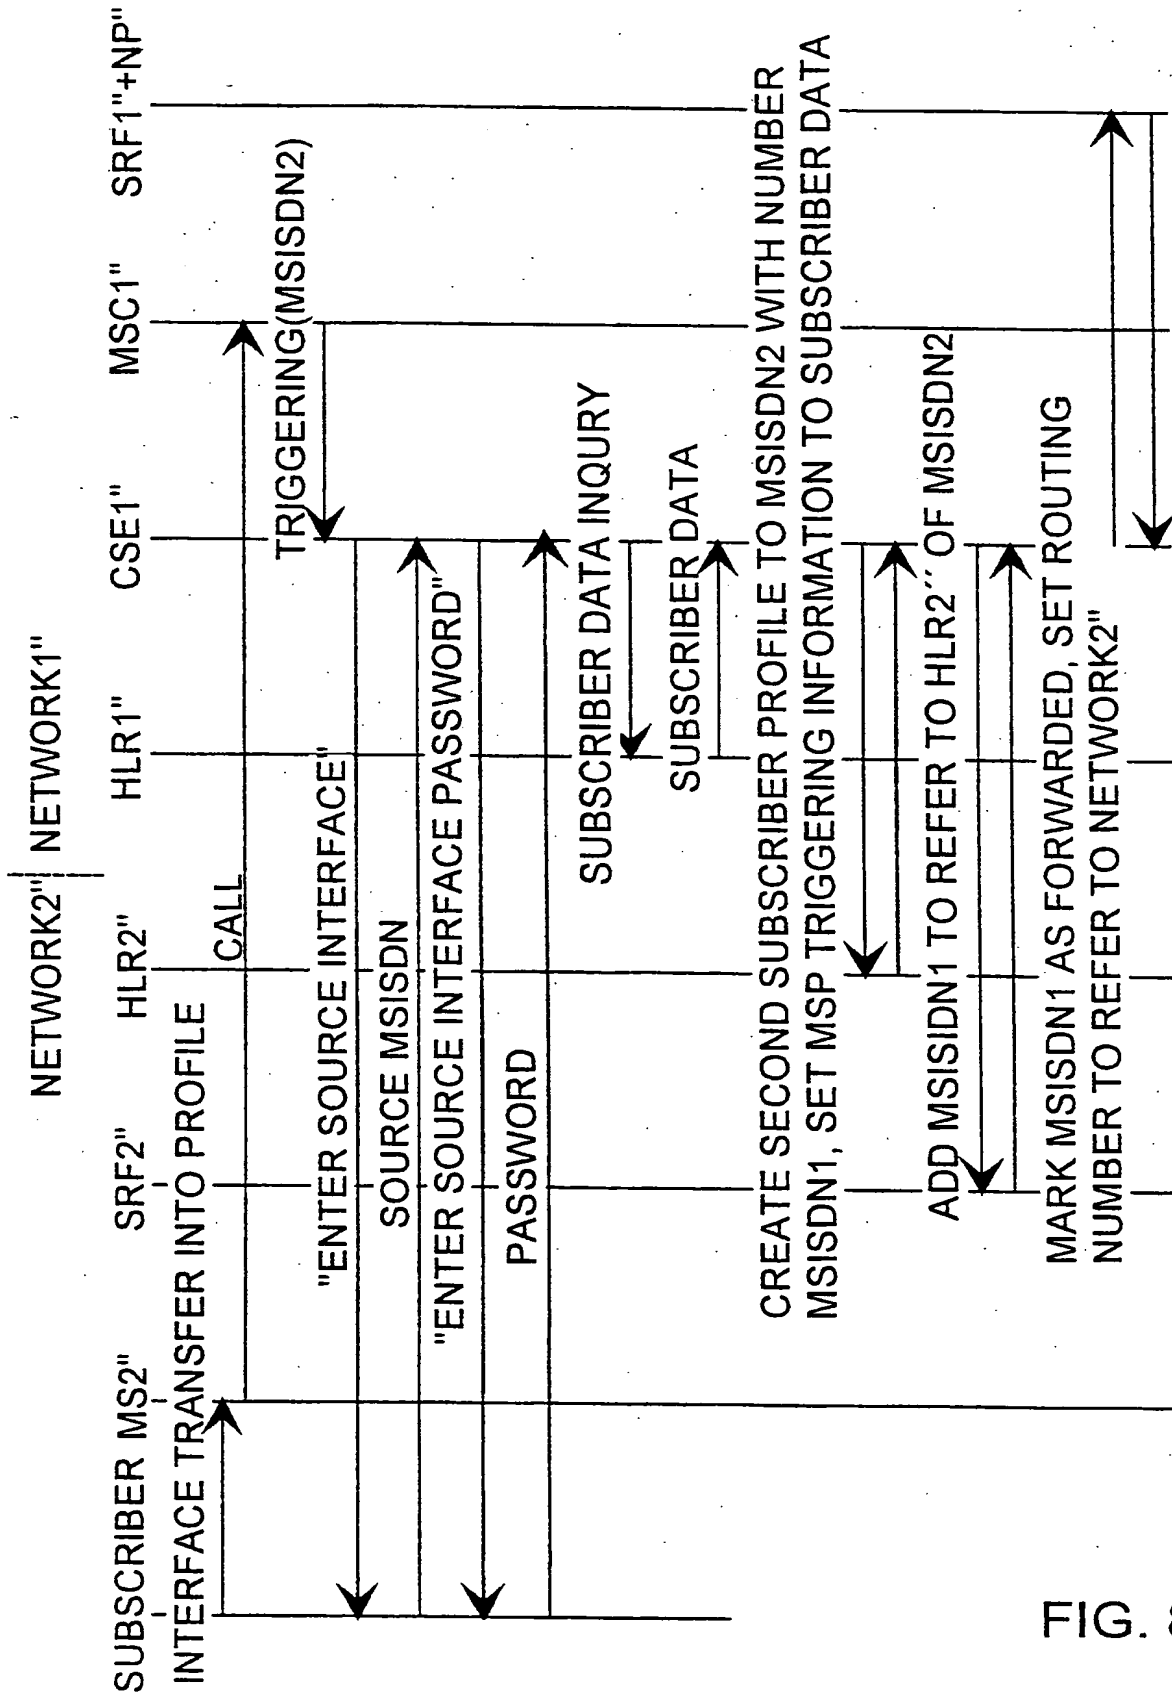 NETWORK2" NETWORK1"
SUBSCRIBER MS2" SRF2" HLR2" HLR1" CSE1" MSC1" SRF1"+NP"
INTERFACE TRANSFER INTO PROFILE
CALL
TRIGGERING(MSISDN2)
"ENTER SOURCE INTERFACE"
SOURCE MSISDN
"ENTER SOURCE INTERFACE PASSWORD"
PASSWORD
SUBSCRIBER DATA INQURY
SUBSCRIBER DATA
CREATE SECOND SUBSCRIBER PROFILE TO MSISDN2 WITH NUMBER
MSISDN1, SET MSP TRIGGERING INFORMATION TO SUBSCRIBER DATA
ADD MSISIDN1 TO REFER TO HLR2´´ OF MSISDN2
MARK MSISDN1 AS FORWARDED, SET ROUTING
NUMBER TO REFER TO NETWORK2"
FIG.